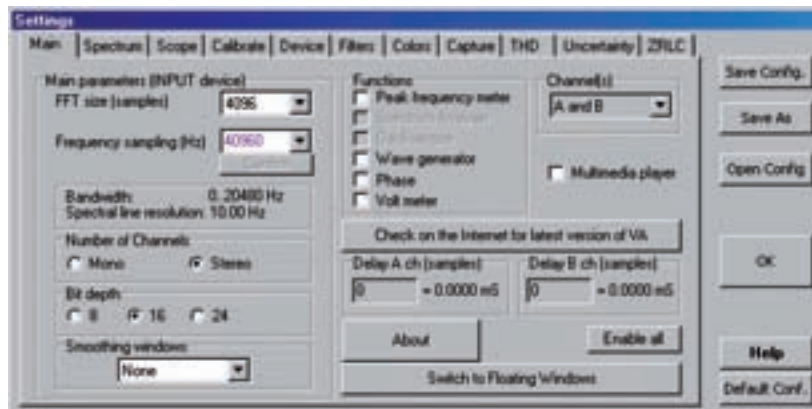 Settings
Main Spectrum Scope Calibrate Device Filters Colors Capture THD Uncertainty ZRLC
Main parameters (INPUT device)
FFT size (samples) 4096
Frequency sampling (Hz) 40960
Bandwidth: 0..20480 Hz
Spectral line resolution: 10.00 Hz
Number of Channels
Mono Stereo
Bit depth
8 16 24
Smoothing windows
None
Functions
Peak frequency meter
Wave generator
Phase
Volt meter
Channel(s)
A and B
Multimedia player
Check on the Internet for latest version of VA
Delay A ch (samples)
0 = 0.0000 mS
Delay B ch (samples)
0 = 0.0000 mS
About
Enable all
Switch to Floating Windows
Save Config.
Save As
Open Config
OK
Help
Default Conf.